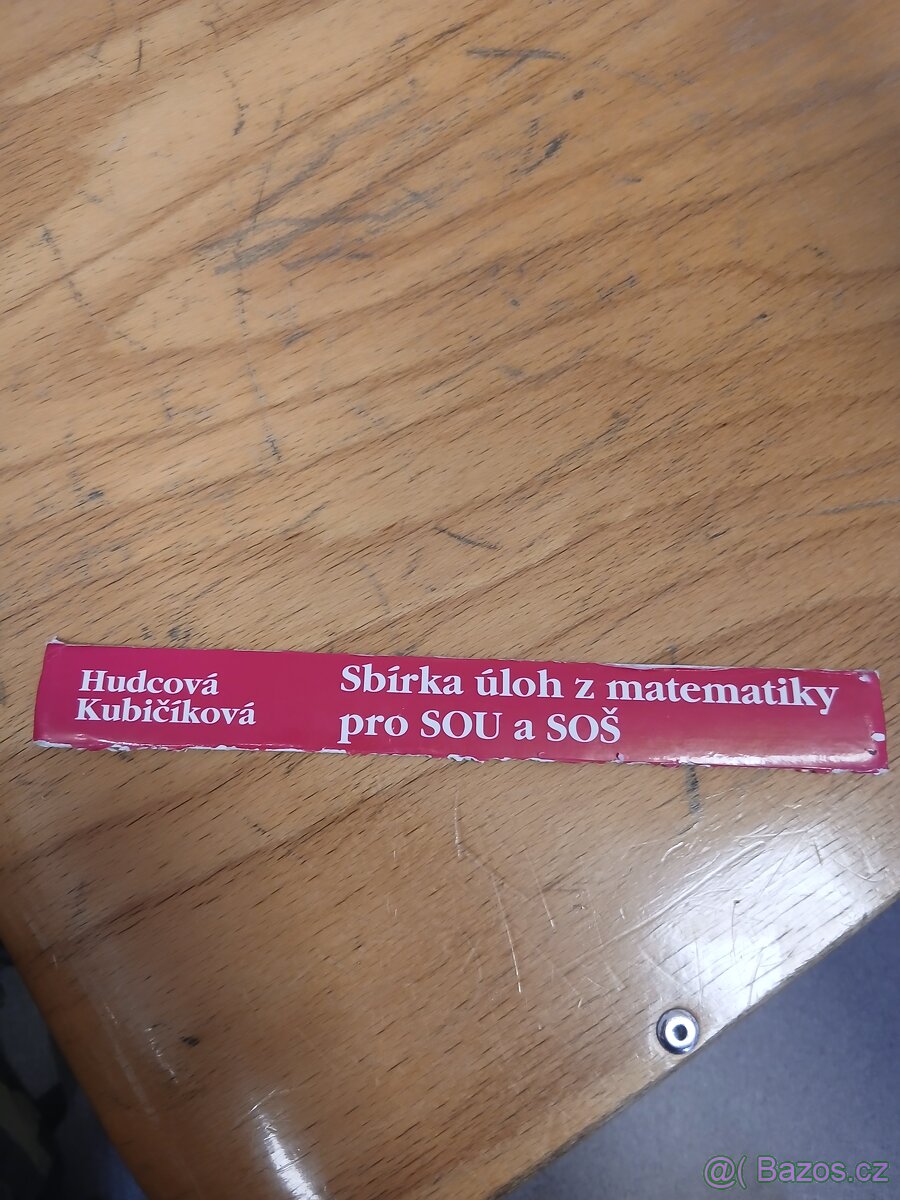 Hudcová
Kubičíková
Sbírka úloh z matematiky
pro SOU a SOŠ
@( Bazos.cz